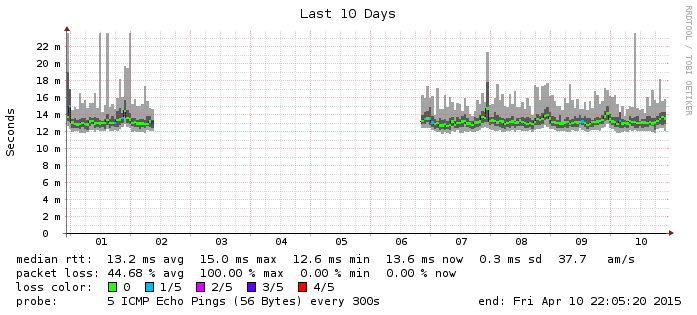 Last 10 Days
RRDTOOL / TOBI OETIKER
Seconds
22 m
20 m
18 m
16 m
14 m
12 m
10 m
8 m
6 m
4 m
2 m
0
01 02 03 04 05 06 07 08 09 10
median rtt: 13.2 ms avg 15.0 ms max 12.6 ms min 13.6 ms now 0.3 ms sd 37.7 am/s
packet loss: 44.68 % avg 100.00 % max 0.00 % min 0.00 % now
loss color: 0 1/5 2/5 3/5 4/5
probe: 5 ICMP Echo Pings (56 Bytes) every 300s end: Fri Apr 10 22:05:20 2015